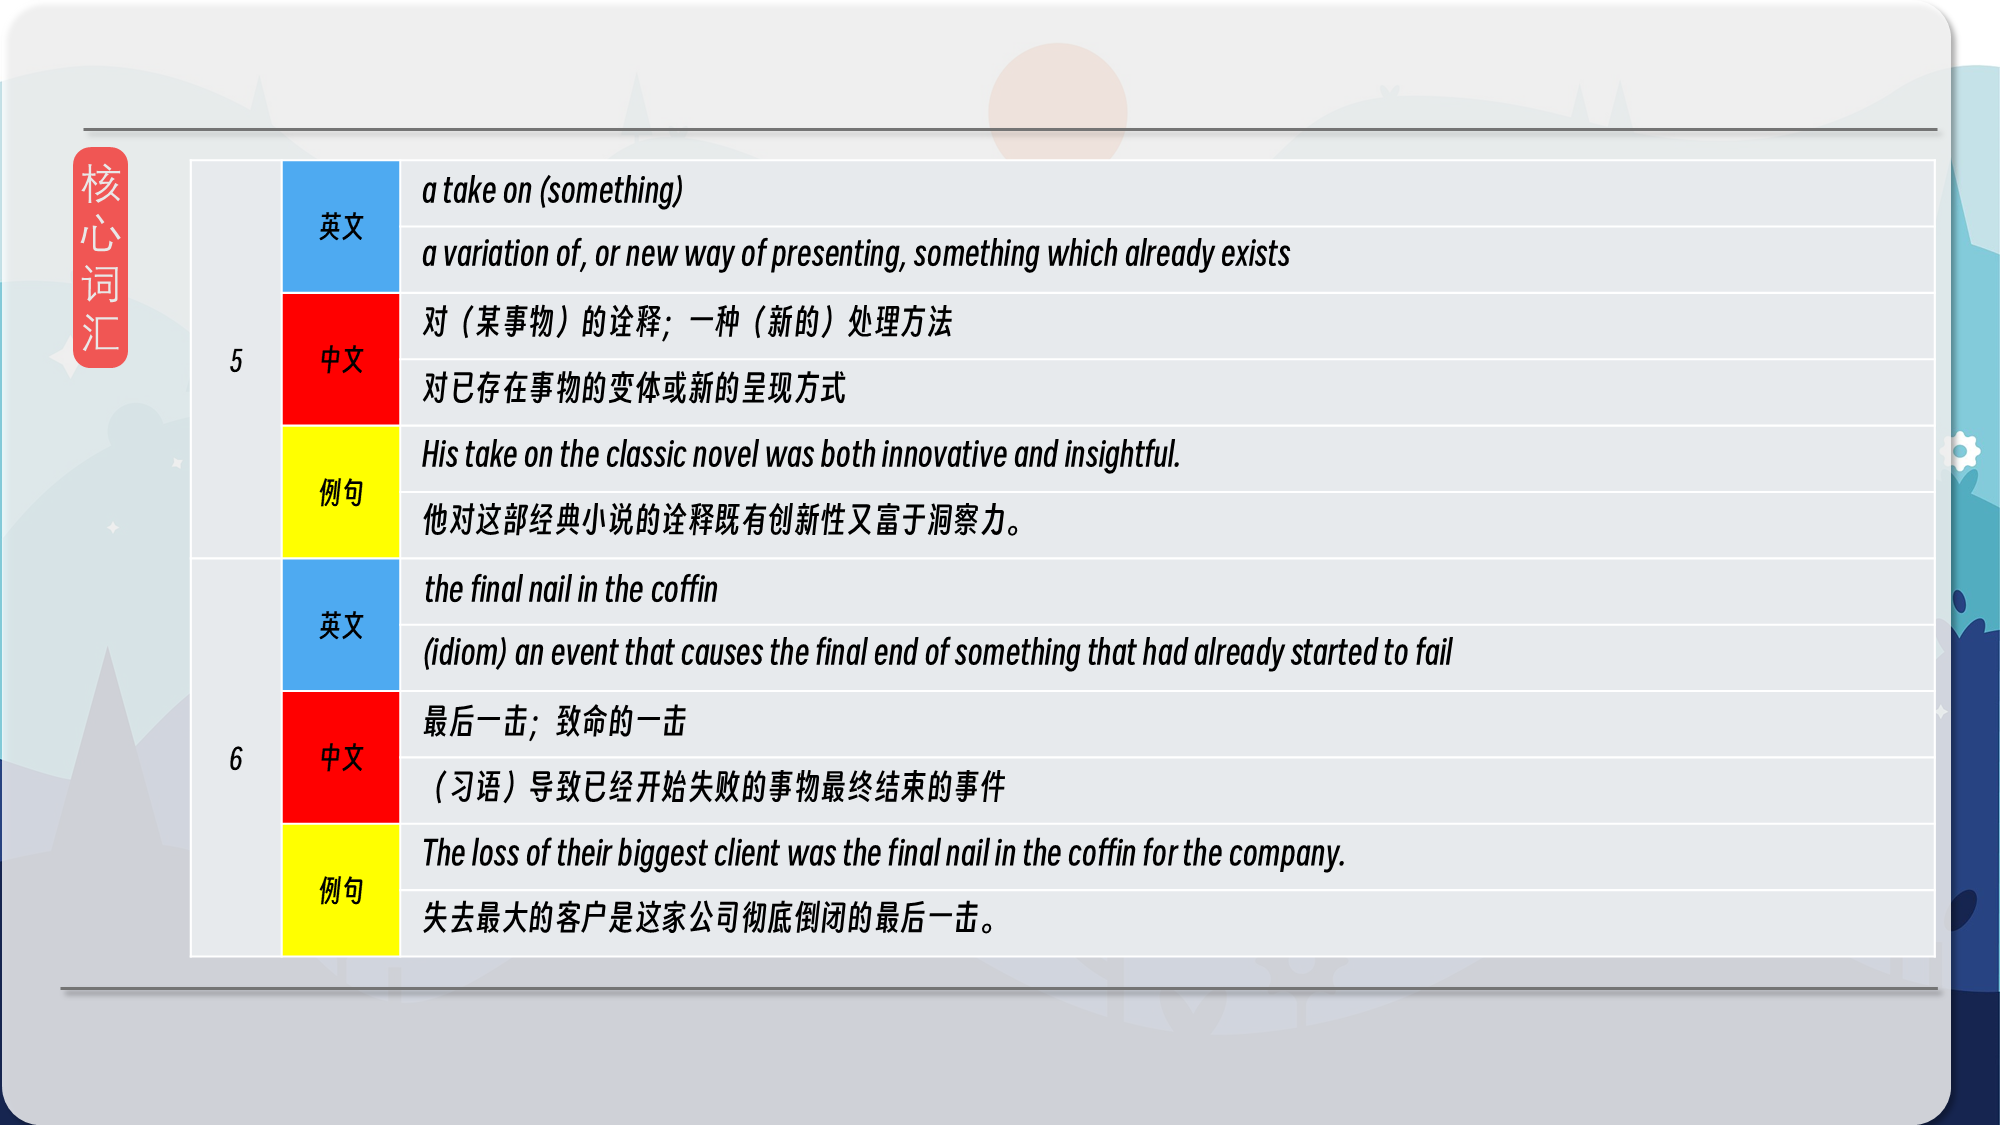 核心词汇
5
英文
a take on (something)
a variation of, or new way of presenting, something which already exists
中文
对（某事物）的诠释；一种（新的）处理方法
对已存在事物的变体或新的呈现方式
例句
His take on the classic novel was both innovative and insightful.
他对这部经典小说的诠释既有创新性又富于洞察力。
6
英文
the final nail in the coffin
(idiom) an event that causes the final end of something that had already started to fail
中文
最后一击；致命的一击
（习语）导致已经开始失败的事物最终结束的事件
例句
The loss of their biggest client was the final nail in the coffin for the company.
失去最大的客户是这家公司彻底倒闭的最后一击。